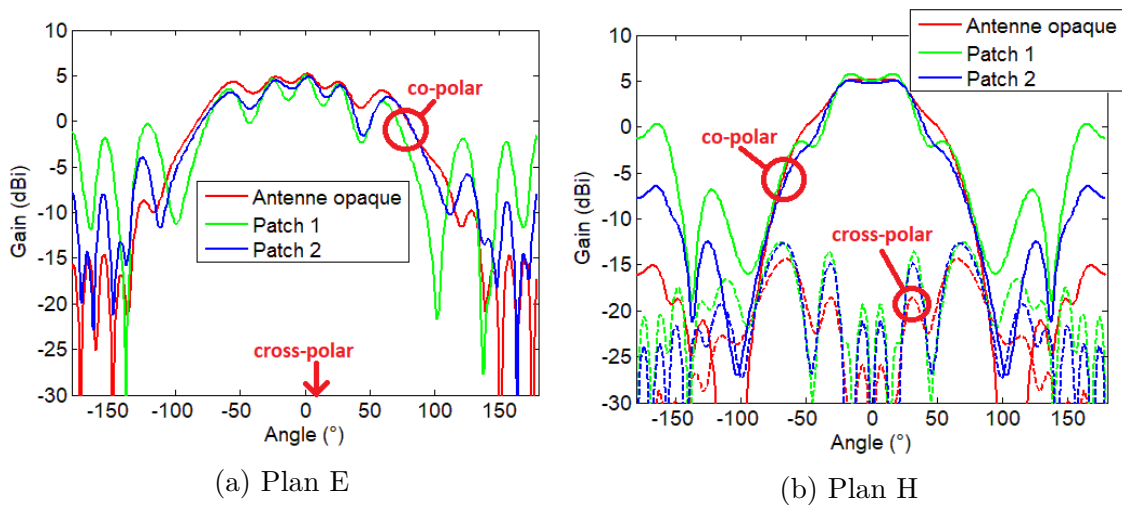 10
5
0
-5
-10
-15
-20
-25
-30
Gain (dBi)
co-polar
Antenne opaque
Patch 1
Patch 2
cross-polar
-150 -100 -50 0 50 100 150
Angle (°)
(a) Plan E
10
5
0
-5
-10
-15
-20
-25
-30
Gain (dBi)
Antenne opaque
Patch 1
Patch 2
co-polar
cross-polar
-150 -100 -50 0 50 100 150
Angle (°)
(b) Plan H